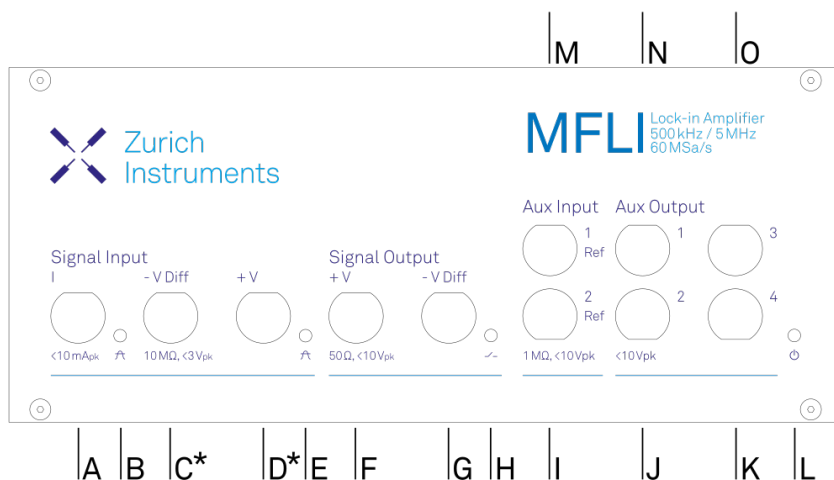 M N O
Zurich
Instruments
MFLI
Lock-in Amplifier
500 kHz / 5 MHz
60 MSa/s
Aux Input Aux Output
1 1 3
Ref
Signal Input Signal Output
I - V Diff + V + V - V Diff
2 2 4
Ref
<10 mApk 10 MΩ, <3 Vpk 50 Ω, <10 Vpk 1 MΩ, <10Vpk <10Vpk
A B C* D* E F G H I J K L